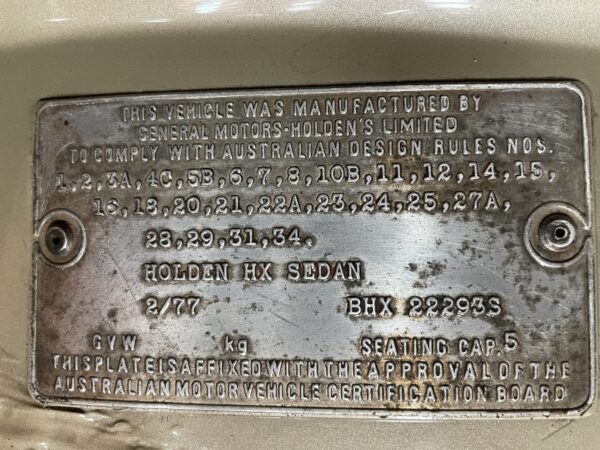 THIS VEHICLE WAS MANUFACTURED BY
GENERAL MOTORS-HOLDEN'S LIMITED
TO COMPLY WITH AUSTRALIAN DESIGN RULES NOS.
1,2,3A,4C,5B,6,7,8,10B,11,12,14,15,
16,18,20,21,22A,23,24,25,27A,
28,29,31,34.
HOLDEN HX SEDAN
2/77 BHX 22293S
GVW kg SEATING CAP. 5
THIS PLATE IS AFFIXED WITH THE APPROVAL OF THE
AUSTRALIAN MOTOR VEHICLE CERTIFICATION BOARD